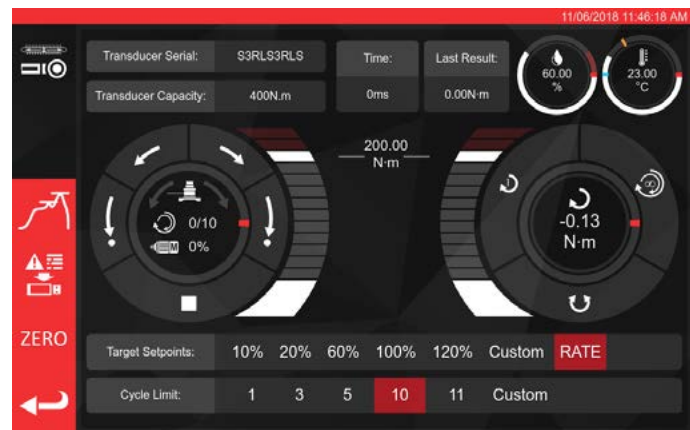 11/06/2018 11:46:18 AM
Transducer Serial: S3RLS3RLS Time: Last Result:
Transducer Capacity: 400N.m 0ms 0.00N·m
60.00
%
23.00
°C
200.00
N·m
0/10
M 0%
1
∞
-0.13
N·m
ZERO
Target Setpoints: 10% 20% 60% 100% 120% Custom RATE
Cycle Limit: 1 3 5 10 11 Custom